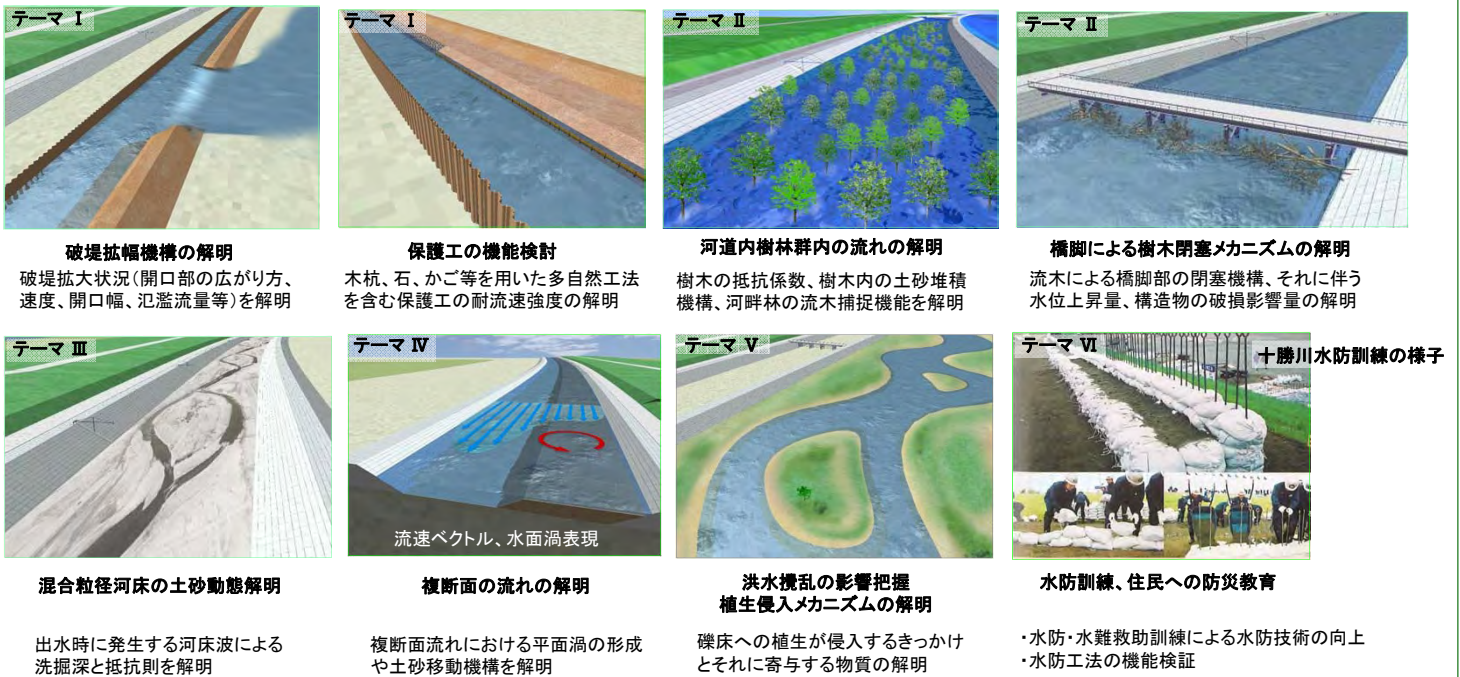 テーマ Ⅰ
破堤拡幅機構の解明
破堤拡大状況(開口部の広がり方、
速度、開口幅、氾濫流量等)を解明
テーマ Ⅰ
保護工の機能検討
木杭、石、かご等を用いた多自然工法
を含む保護工の耐流速強度の解明
テーマ Ⅱ
河道内樹林群内の流れの解明
樹木の抵抗係数、樹木内の土砂堆積
機構、河畔林の流木捕捉機能を解明
テーマ Ⅱ
橋脚による樹木閉塞メカニズムの解明
流木による橋脚部の閉塞機構、それに伴う
水位上昇量、構造物の破損影響量の解明
テーマ Ⅲ
混合粒径河床の土砂動態解明
出水時に発生する河床波による
洗掘深と抵抗則を解明
テーマ Ⅳ
流速ベクトル、水面渦表現
複断面の流れの解明
複断面流れにおける平面渦の形成
や土砂移動機構を解明
テーマ Ⅴ
洪水攪乱の影響把握
植生侵入メカニズムの解明
礫床への植生が侵入するきっかけ
とそれに寄与する物質の解明
テーマ Ⅵ
十勝川水防訓練の様子
水防訓練、住民への防災教育
・水防・水難救助訓練による水防技術の向上
・水防工法の機能検証